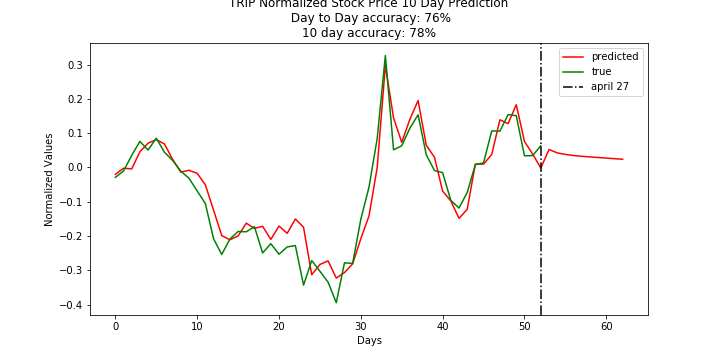 TRIP Normalized Stock Price 10 Day Prediction
Day to Day accuracy: 76%
10 day accuracy: 78%
predicted
true
april 27
Normalized Values
0.3
0.2
0.1
0.0
−0.1
−0.2
−0.3
−0.4
0 10 20 30 40 50 60
Days